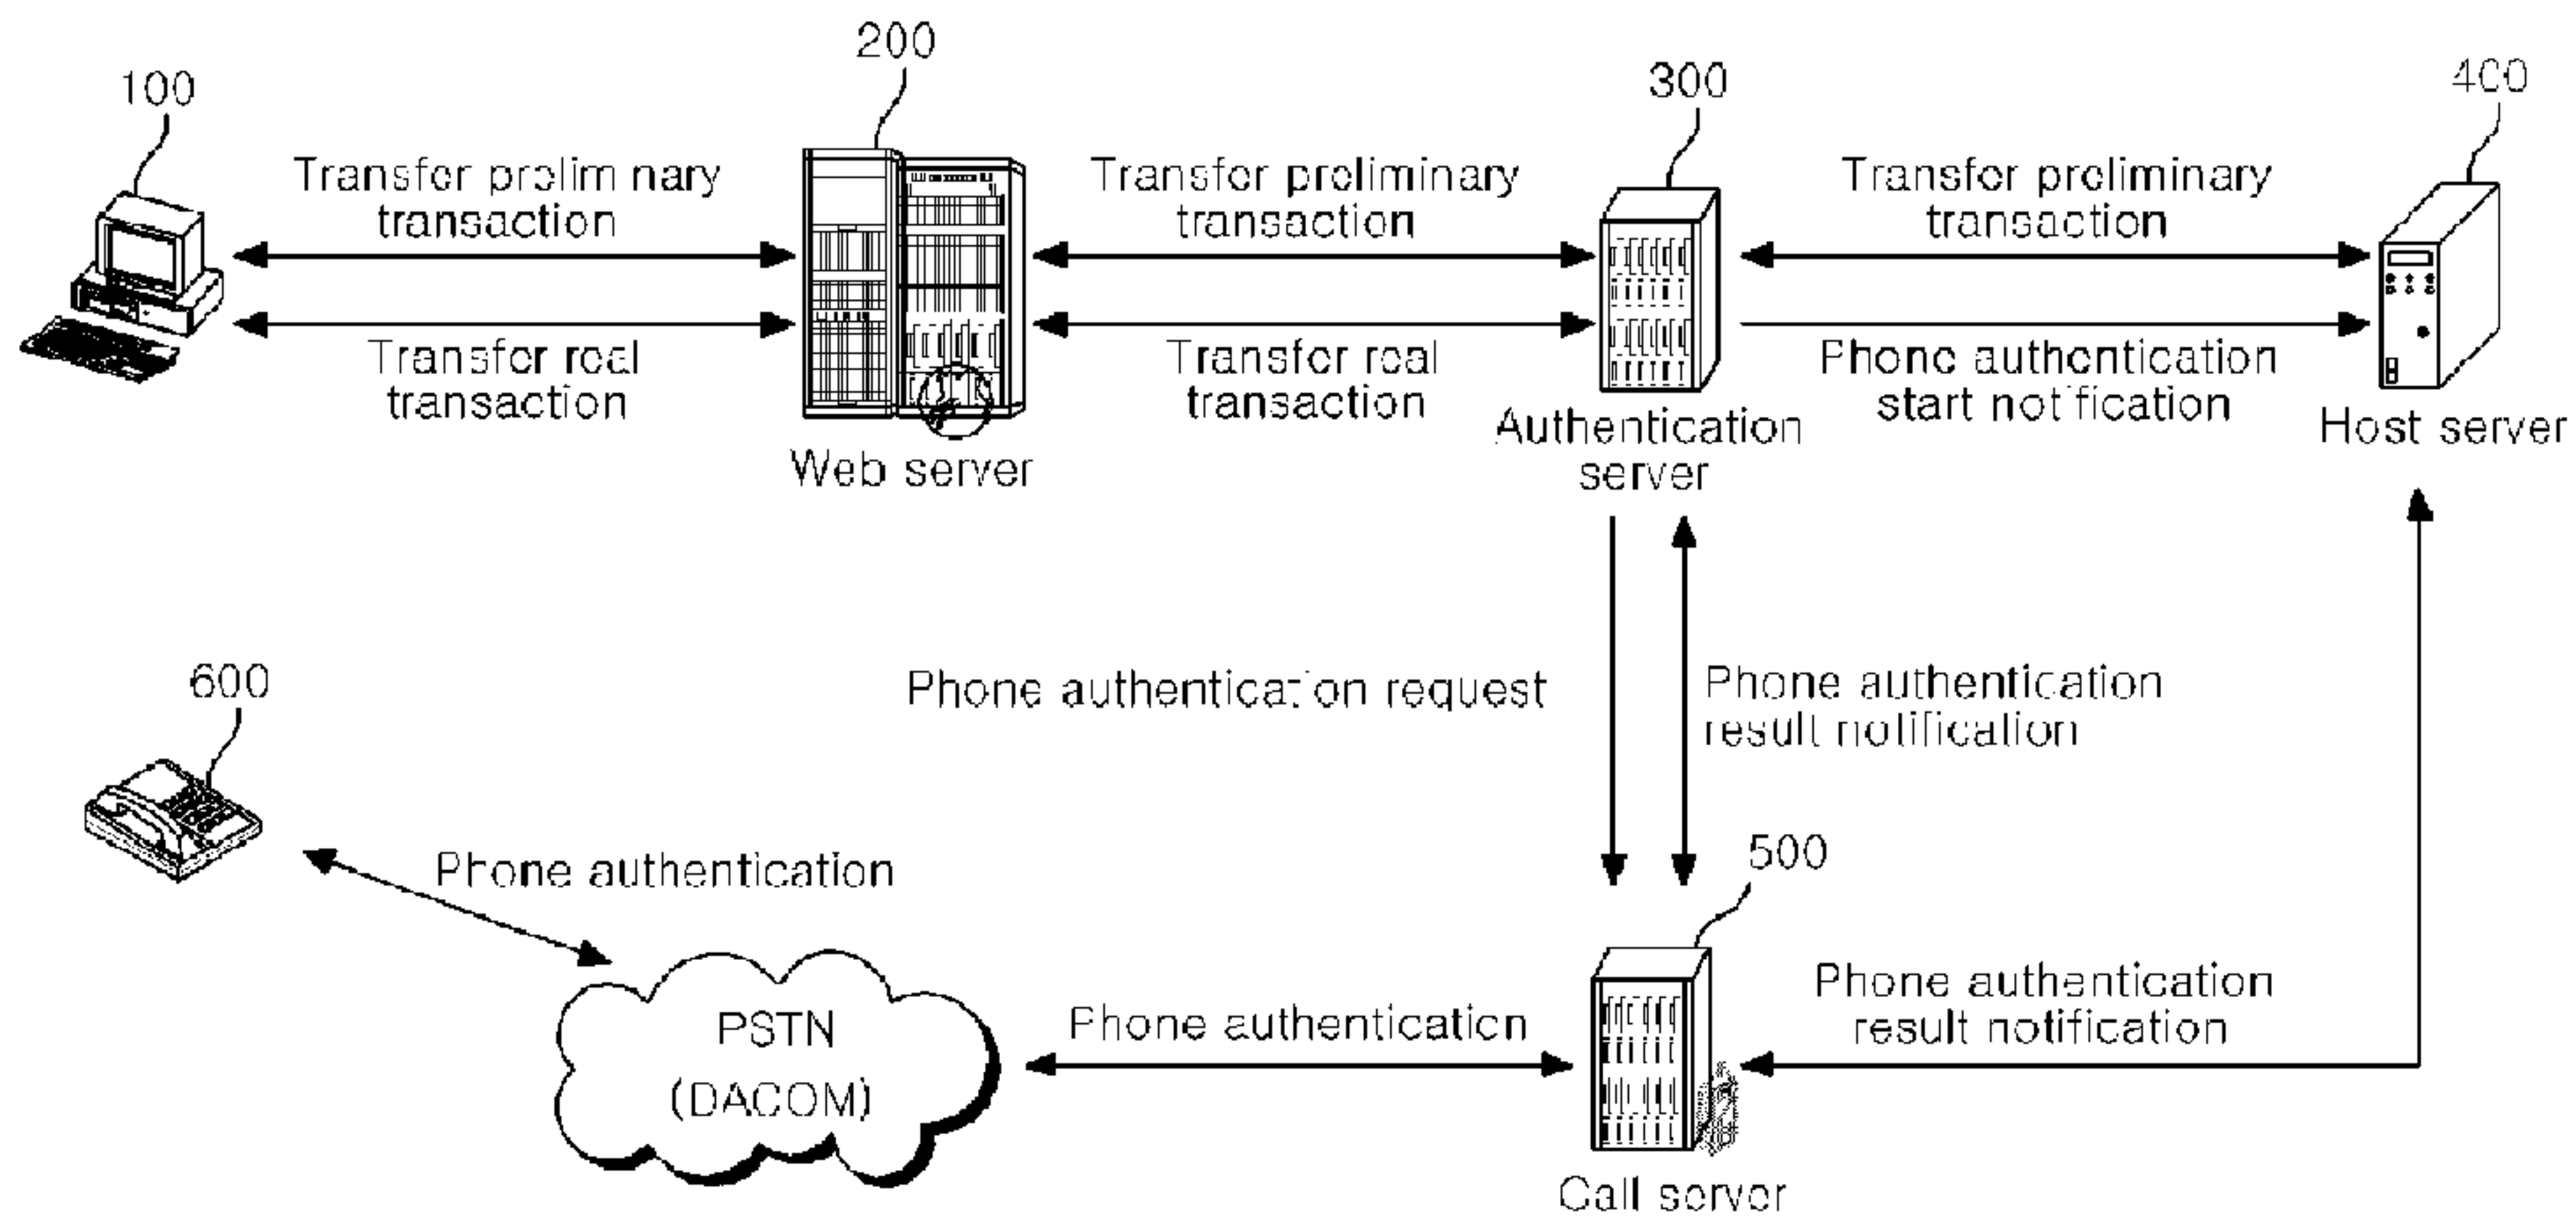 100
200
300
400
Transfer preliminary
transaction
Transfer preliminary
transaction
Transfer preliminary
transaction
Transfer real
transaction
Transfer real
transaction
Phone authentication
start notification
Web server
Authentication
server
Host server
600
Phone authentication request
Phone authentication
result notification
500
Phone authentication
PSTN
(DACOM)
Phone authentication
Phone authentication
result notification
Call server